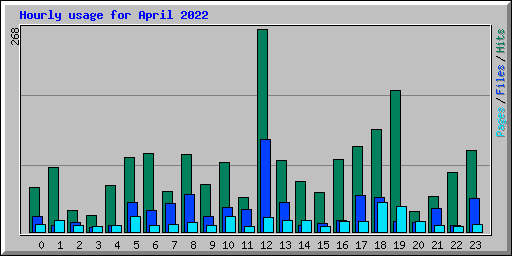 Hourly usage for April 2022
268
Pages / Files / Hits
0 1 2 3 4 5 6 7 8 9 10 11 12 13 14 15 16 17 18 19 20 21 22 23